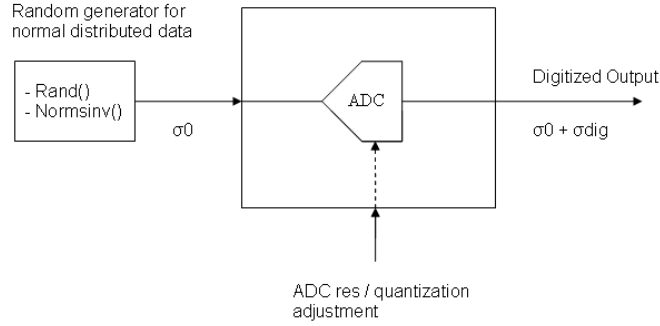 Random generator for
normal distributed data
- Rand()
- Normsinv()
σ0
ADC
Digitized Output
σ0 + σdig
ADC res / quantization
adjustment